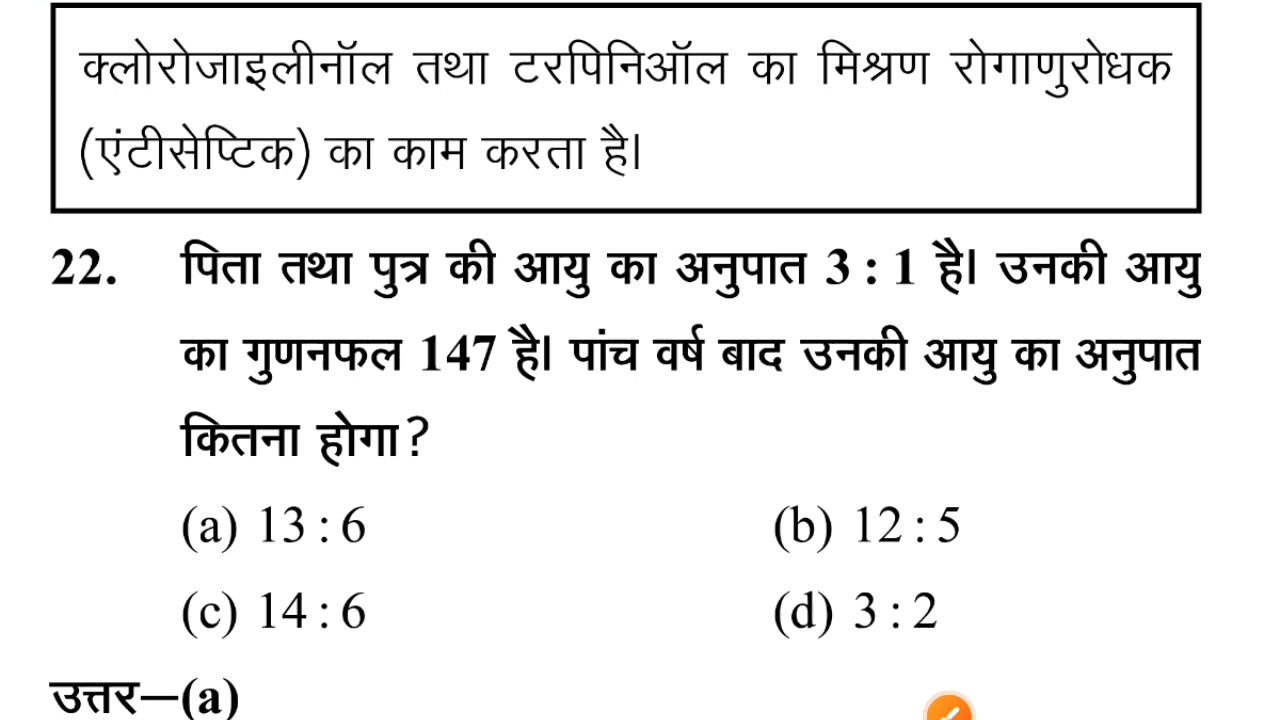 क्लोरोजाइलीनॉल तथा टरपिनिऑल का मिश्रण रोगाणुरोधक
(एंटीसेप्टिक) का काम करता है।
22. पिता तथा पुत्र की आयु का अनुपात 3 : 1 है। उनकी आयु
का गुणनफल 147 है। पांच वर्ष बाद उनकी आयु का अनुपात
कितना होगा?
(a) 13 : 6 (b) 12 : 5
(c) 14 : 6 (d) 3 : 2
उत्तर—(a)